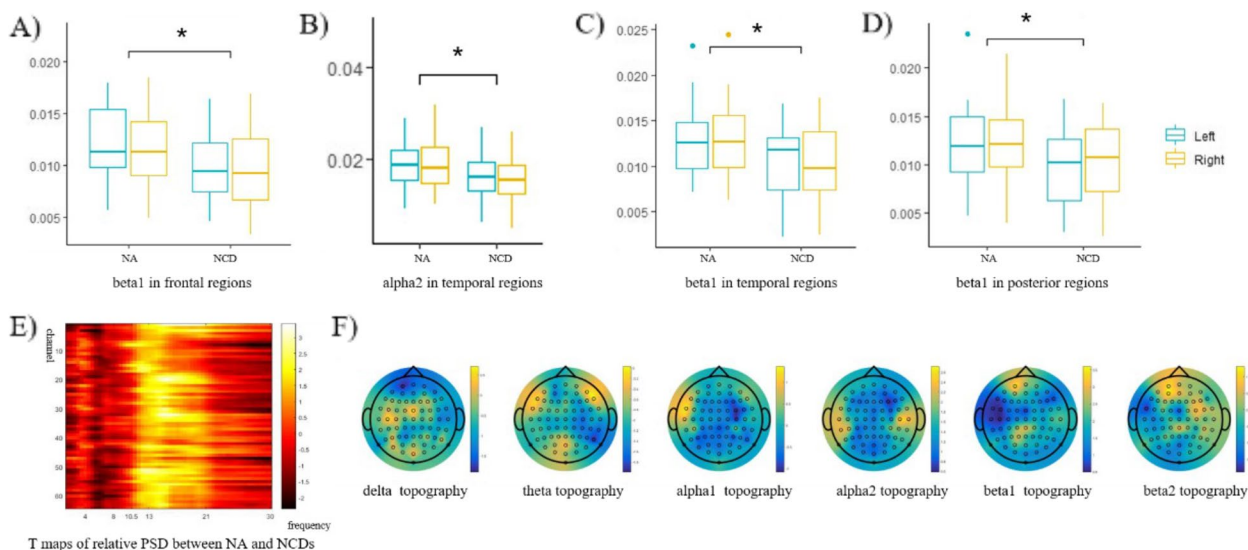 A)
*
0.020
0.015
0.010
0.005
NA
NCD
beta1 in frontal regions
B)
*
0.04
0.02
NA
NCD
alpha2 in temporal regions
C)
*
0.025
0.020
0.015
0.010
0.005
NA
NCD
beta1 in temporal regions
D)
*
0.020
0.015
0.010
0.005
NA
NCD
beta1 in posterior regions
Left
Right
E)
channel
10
20
30
40
50
60
4
8
10.5
13
21
30
frequency
3
2.5
2
1.5
1
0.5
0
-0.5
-1
-1.5
-2
T maps of relative PSD between NA and NCDs
F)
delta topography
theta topography
alpha1 topography
alpha2 topography
beta1 topography
beta2 topography